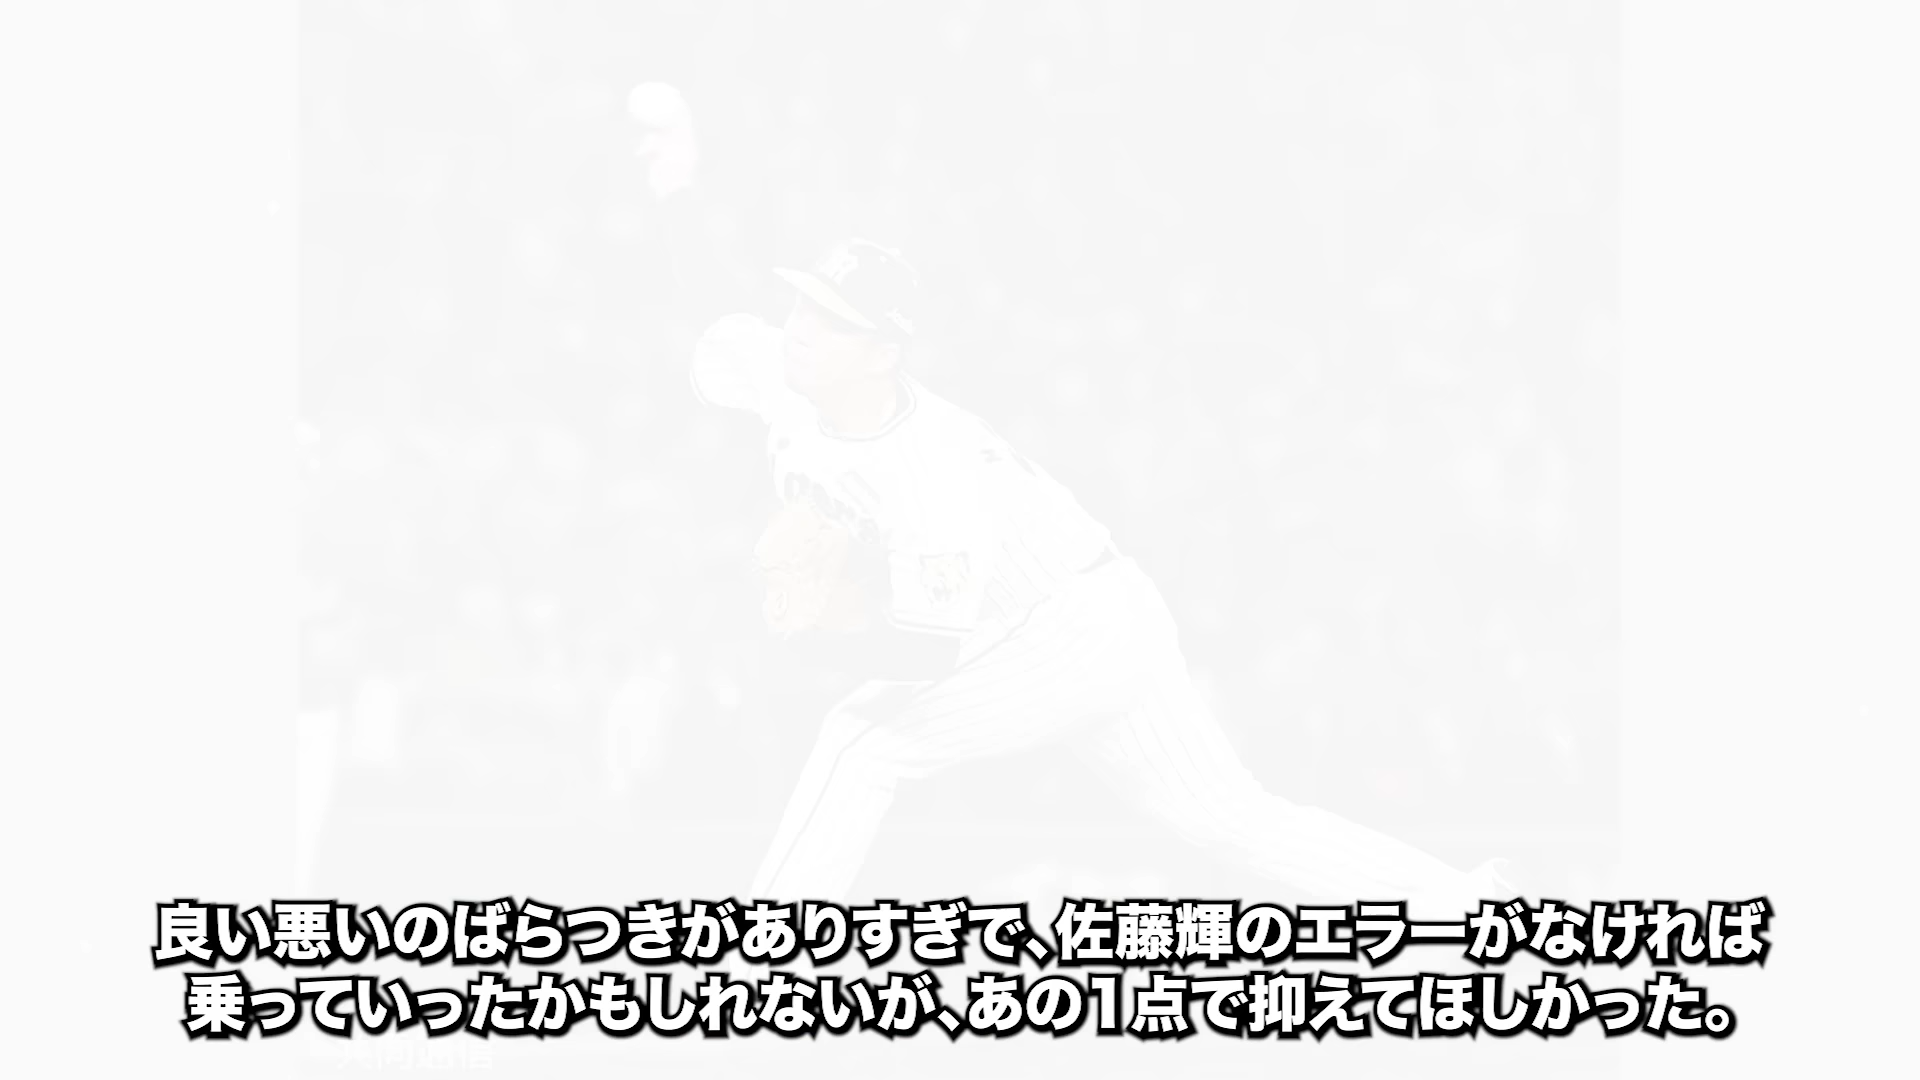 良い悪いのばらつきがありすぎで、佐藤輝のエラーがなければ
乗っていったかもしれないが、あの1点で抑えてほしかった。